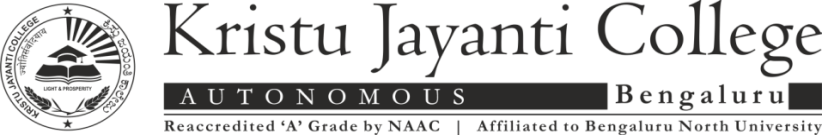 KRISTU JAYANTI COLLEGE
ಕ್ರಿಸ್ತು ಜಯಂತಿ ಕಾಲೇಜು
LIGHT & PROSPERITY
Kristu Jayanti College
AUTONOMOUS Bengaluru
Reaccredited ‘A’ Grade by NAAC | Affiliated to Bengaluru North University